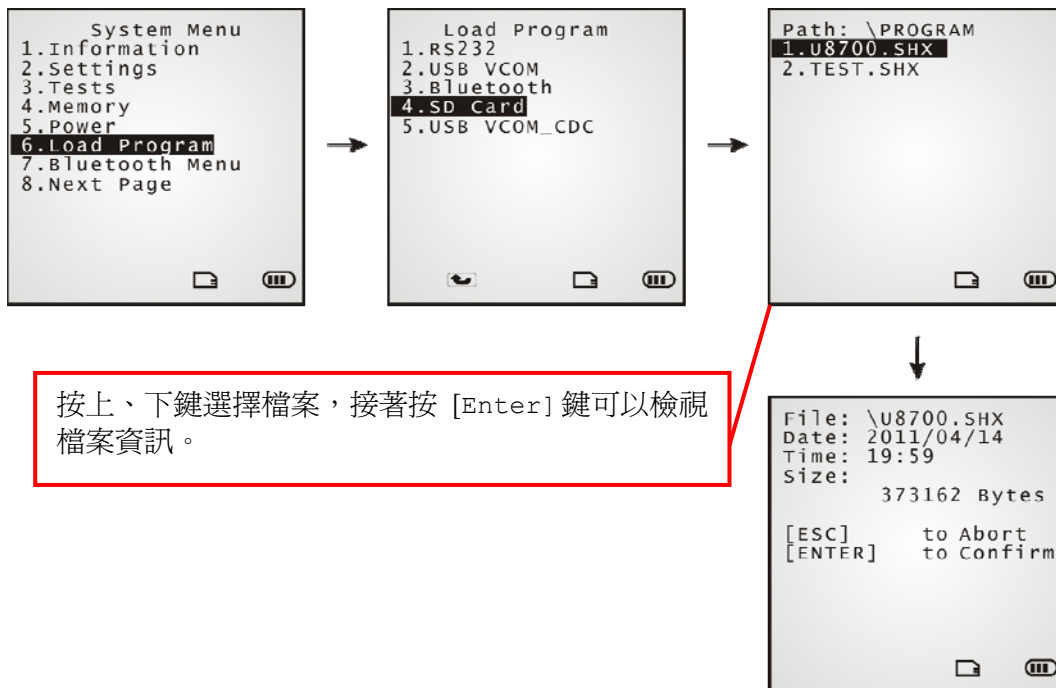 System Menu
1.Information
2.Settings
3.Tests
4.Memory
5.Power
6.Load Program
7.Bluetooth Menu
8.Next Page
Load Program
1.RS232
2.USB VCOM
3.Bluetooth
4.SD Card
5.USB VCOM_CDC
Path: \PROGRAM
1.U8700.SHX
2.TEST.SHX
按上、下鍵選擇檔案，接著按 [Enter] 鍵可以檢視
檔案資訊。
File: \U8700.SHX
Date: 2011/04/14
Time: 19:59
Size:
373162 Bytes
[ESC] to Abort
[ENTER] to Confirm